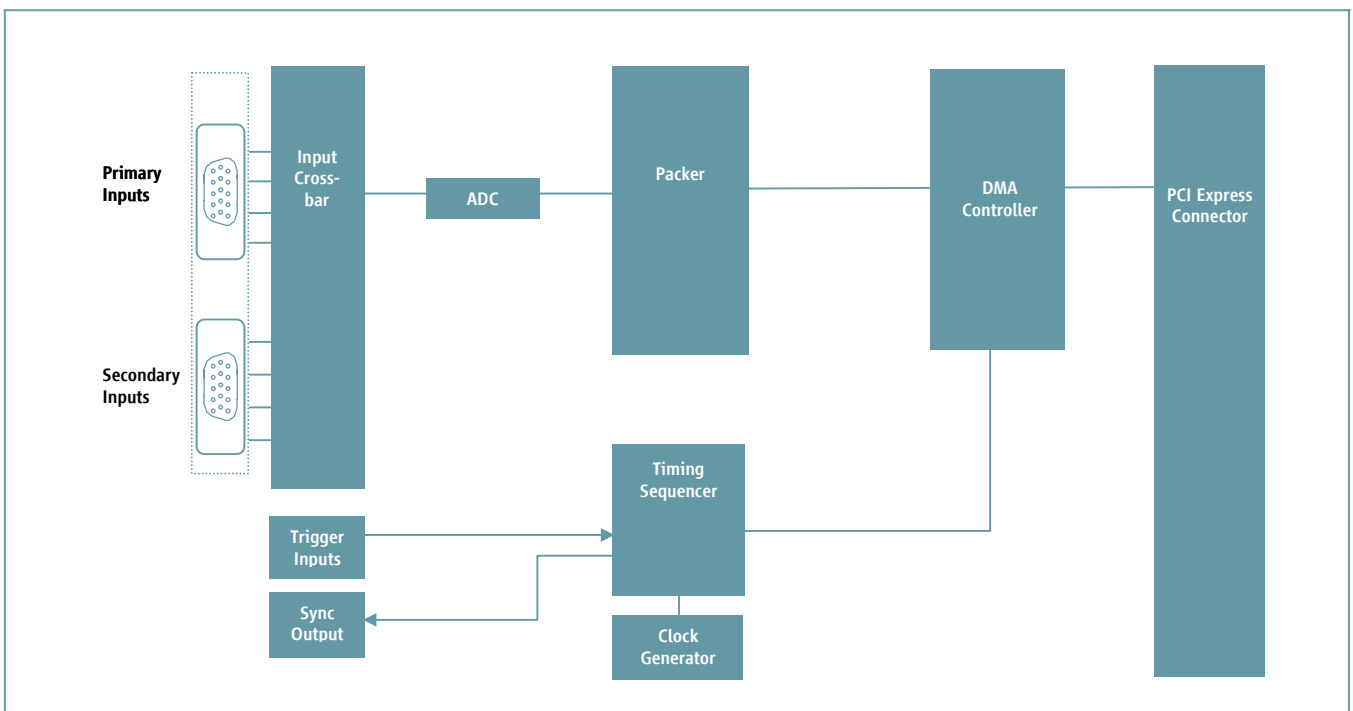 Primary
Inputs
Input
Cross-
bar
ADC
Packer
DMA
Controller
PCI Express
Connector
Secondary
Inputs
Timing
Sequencer
Trigger
Inputs
Sync
Output
Clock
Generator